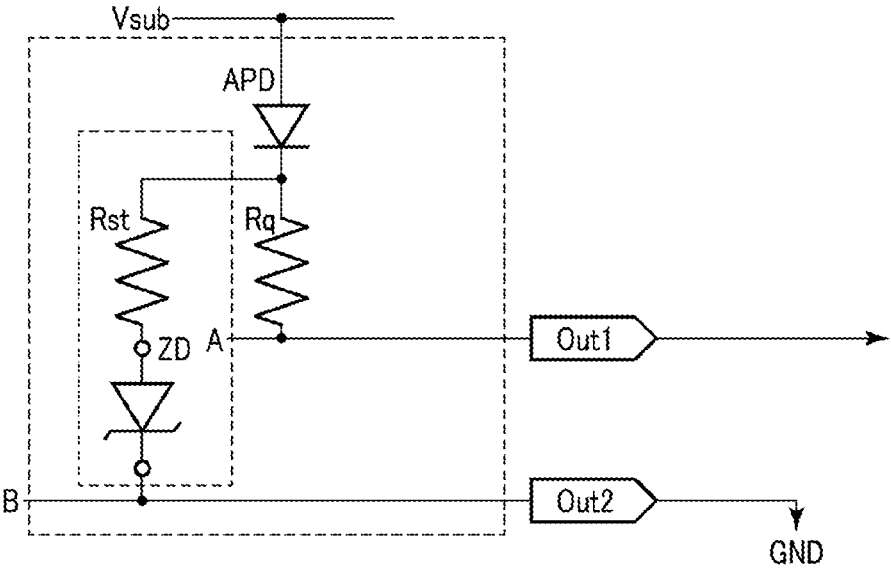 Vsub
APD
Rst
Rq
A
ZD
Out1
B
Out2
GND